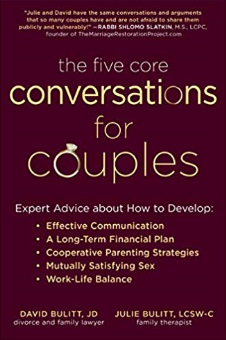 "Julie and David have the same conversations and arguments
that so many couples have and are not afraid to share them
publicly and vulnerably!" —RABBI SHLOMO SLATKIN, M.S., LCPC,
founder of TheMarriageRestorationProject.com
the five core
conversations
for
couples
Expert Advice about How to Develop:
• Effective Communication
• A Long-Term Financial Plan
• Cooperative Parenting Strategies
• Mutually Satisfying Sex
• Work-Life Balance
DAVID BULITT, JD
divorce and family lawyer
JULIE BULITT, LCSW-C
family therapist